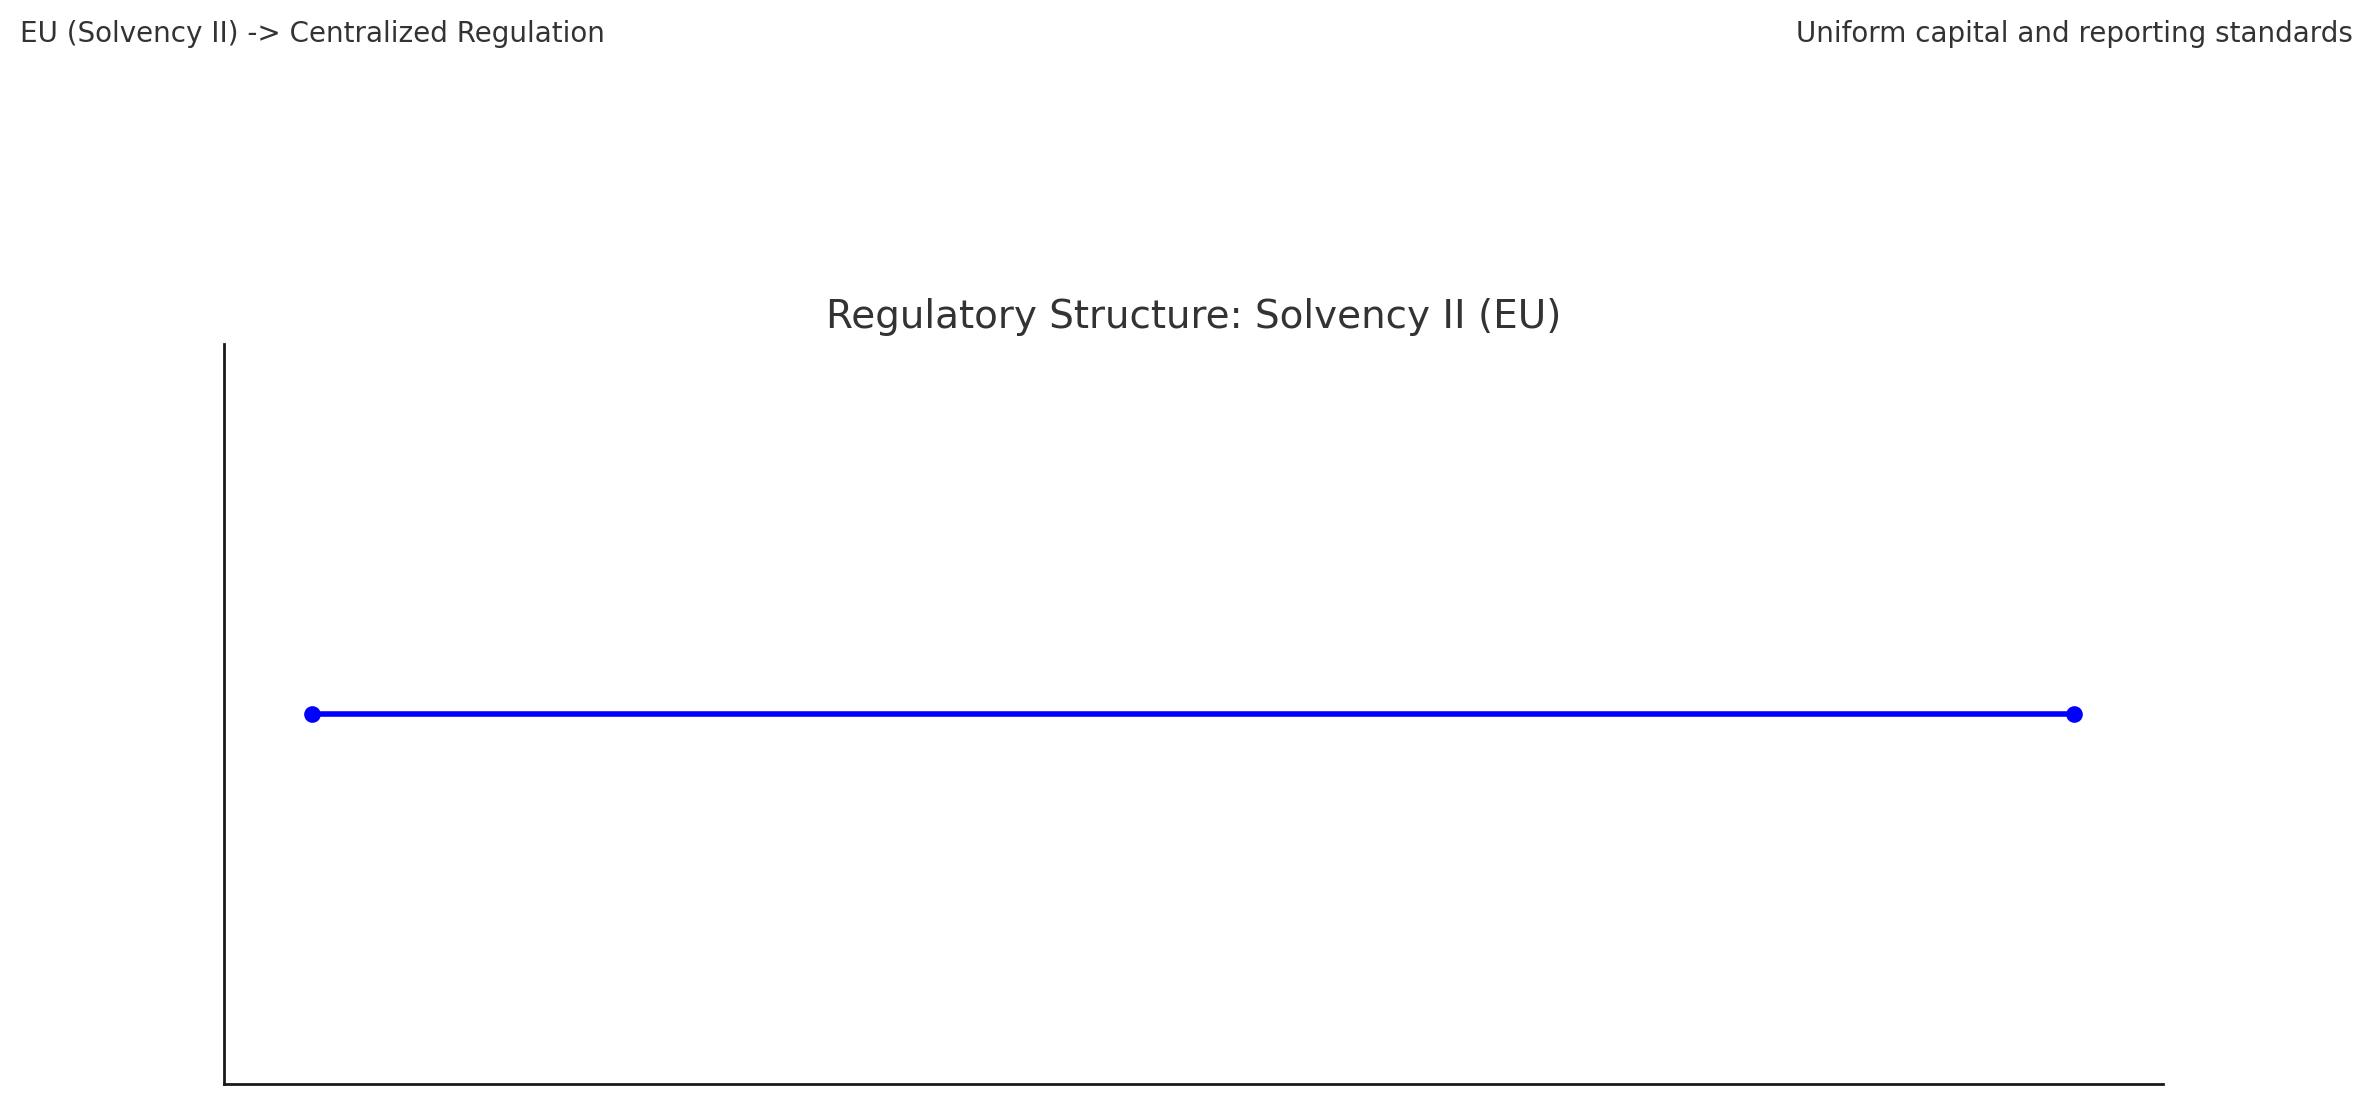 EU (Solvency II) -> Centralized Regulation
Uniform capital and reporting standards
Regulatory Structure: Solvency II (EU)